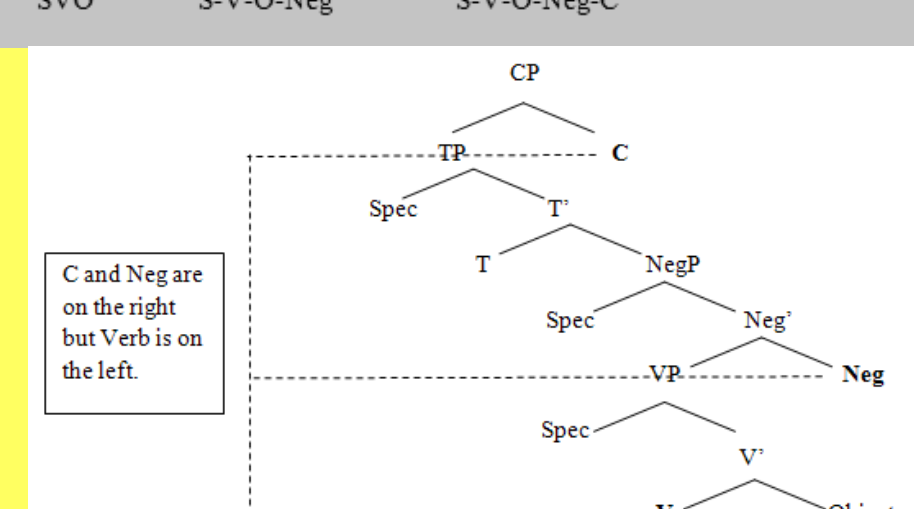 SVO S-V-O-Neg S-V-O-Neg-C
CP
TP C
Spec T’
C and Neg are
on the right
but Verb is on
the left.
T NegP
Spec Neg’
VP Neg
Spec
V’
V Object